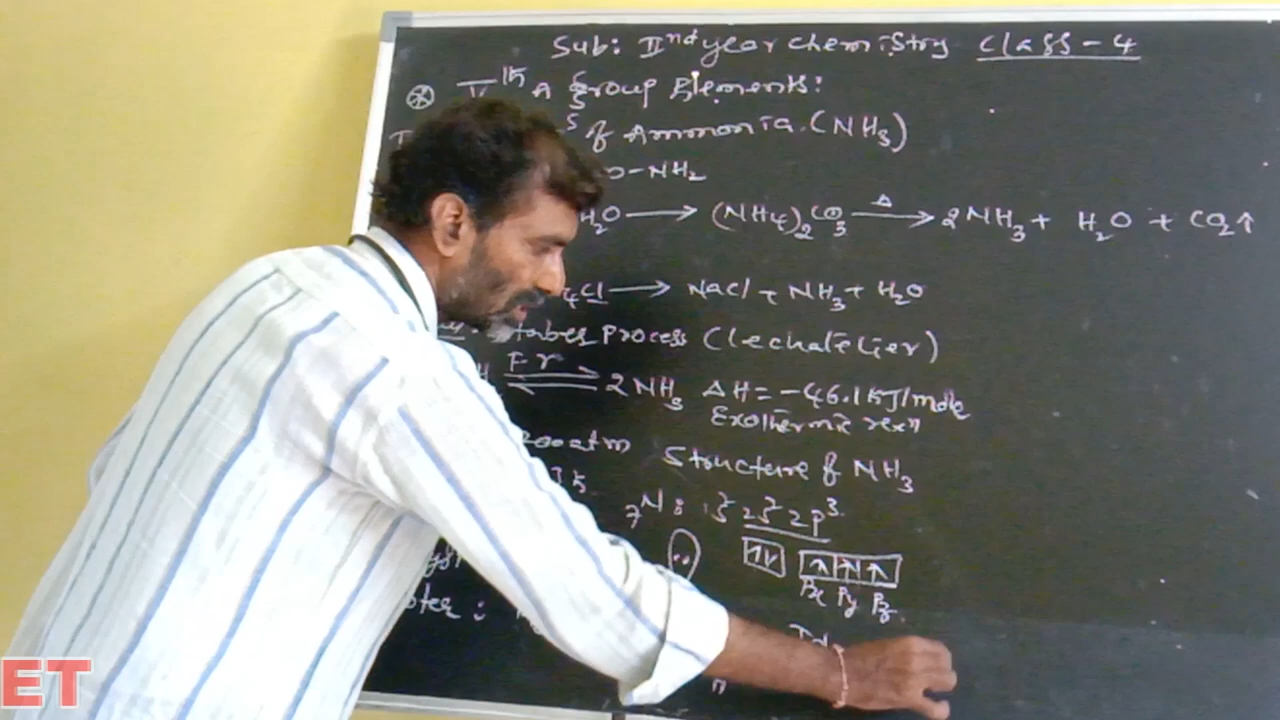 Sub: IInd year chemistry class-4
V th A group Elements:
of Ammonia. (NH3)
O-NH2
H2O → (NH4)2CO3 →Δ 2NH3 + H2O + CO2↑
4Cl → NaCl + NH3 + H2O
Haber Process (lechatelier)
⇌ 2NH3 ΔH = -46.1 KJ/mole
Exothermic rexn
200 atm
Structure of NH3
7N: 1s2 2s2 2p3
Px Py Pz
ET